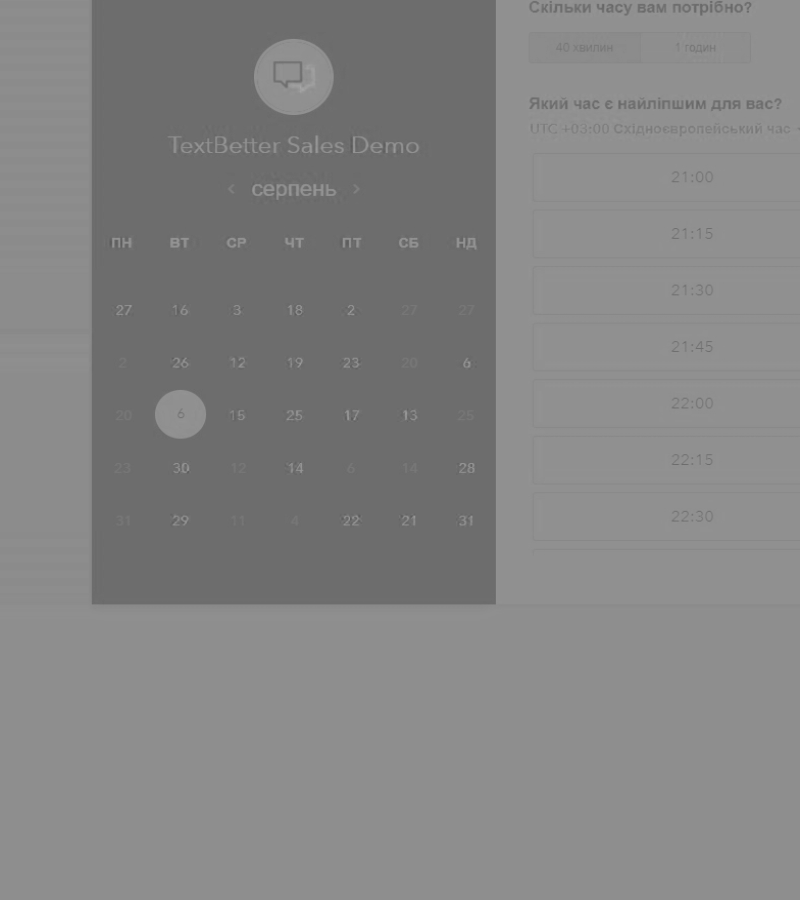 TextBetter Sales Demo
серпень
ПН ВТ СР ЧТ ПТ СБ НД
27 16 3 18 2 27 27
2 26 12 19 23 20 6
20 6 15 25 17 13 25
23 30 12 14 6 14 28
31 29 11 4 22 21 31
Скільки часу вам потрібно?
40 хвилин 1 годин
Який час є найліпшим для вас?
UTC +03:00 Східноєвропейський час
21:00
21:15
21:30
21:45
22:00
22:15
22:30